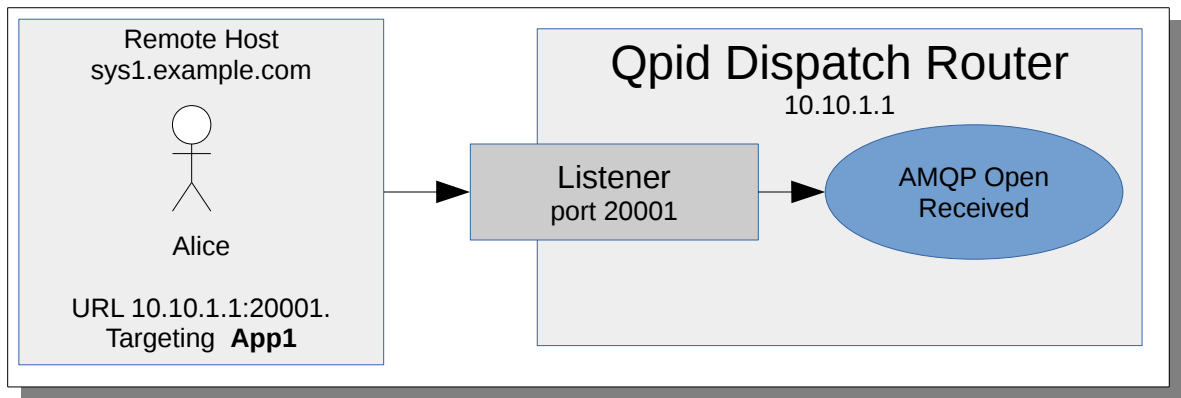 Remote Host
sys1.example.com
Alice
URL 10.10.1.1:20001.
Targeting App1
Qpid Dispatch Router
10.10.1.1
Listener
port 20001
AMQP Open
Received